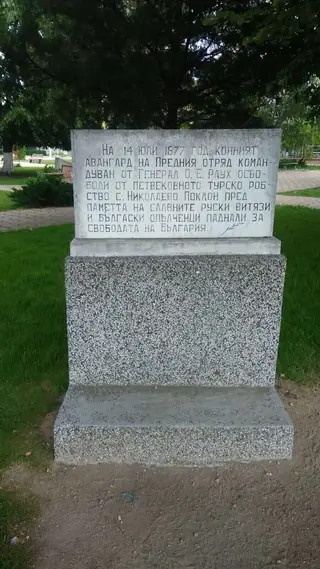 На 14 юли 1877 год. конният
авангард на Предния отряд коман-
дуван от Генерал О. Е. Раух осьо-
боди от петвековното турско роб-
ство с. Николаево Поклон пред
паметта на славните руски витязи
и български опълченци паднали за
свободата на България.